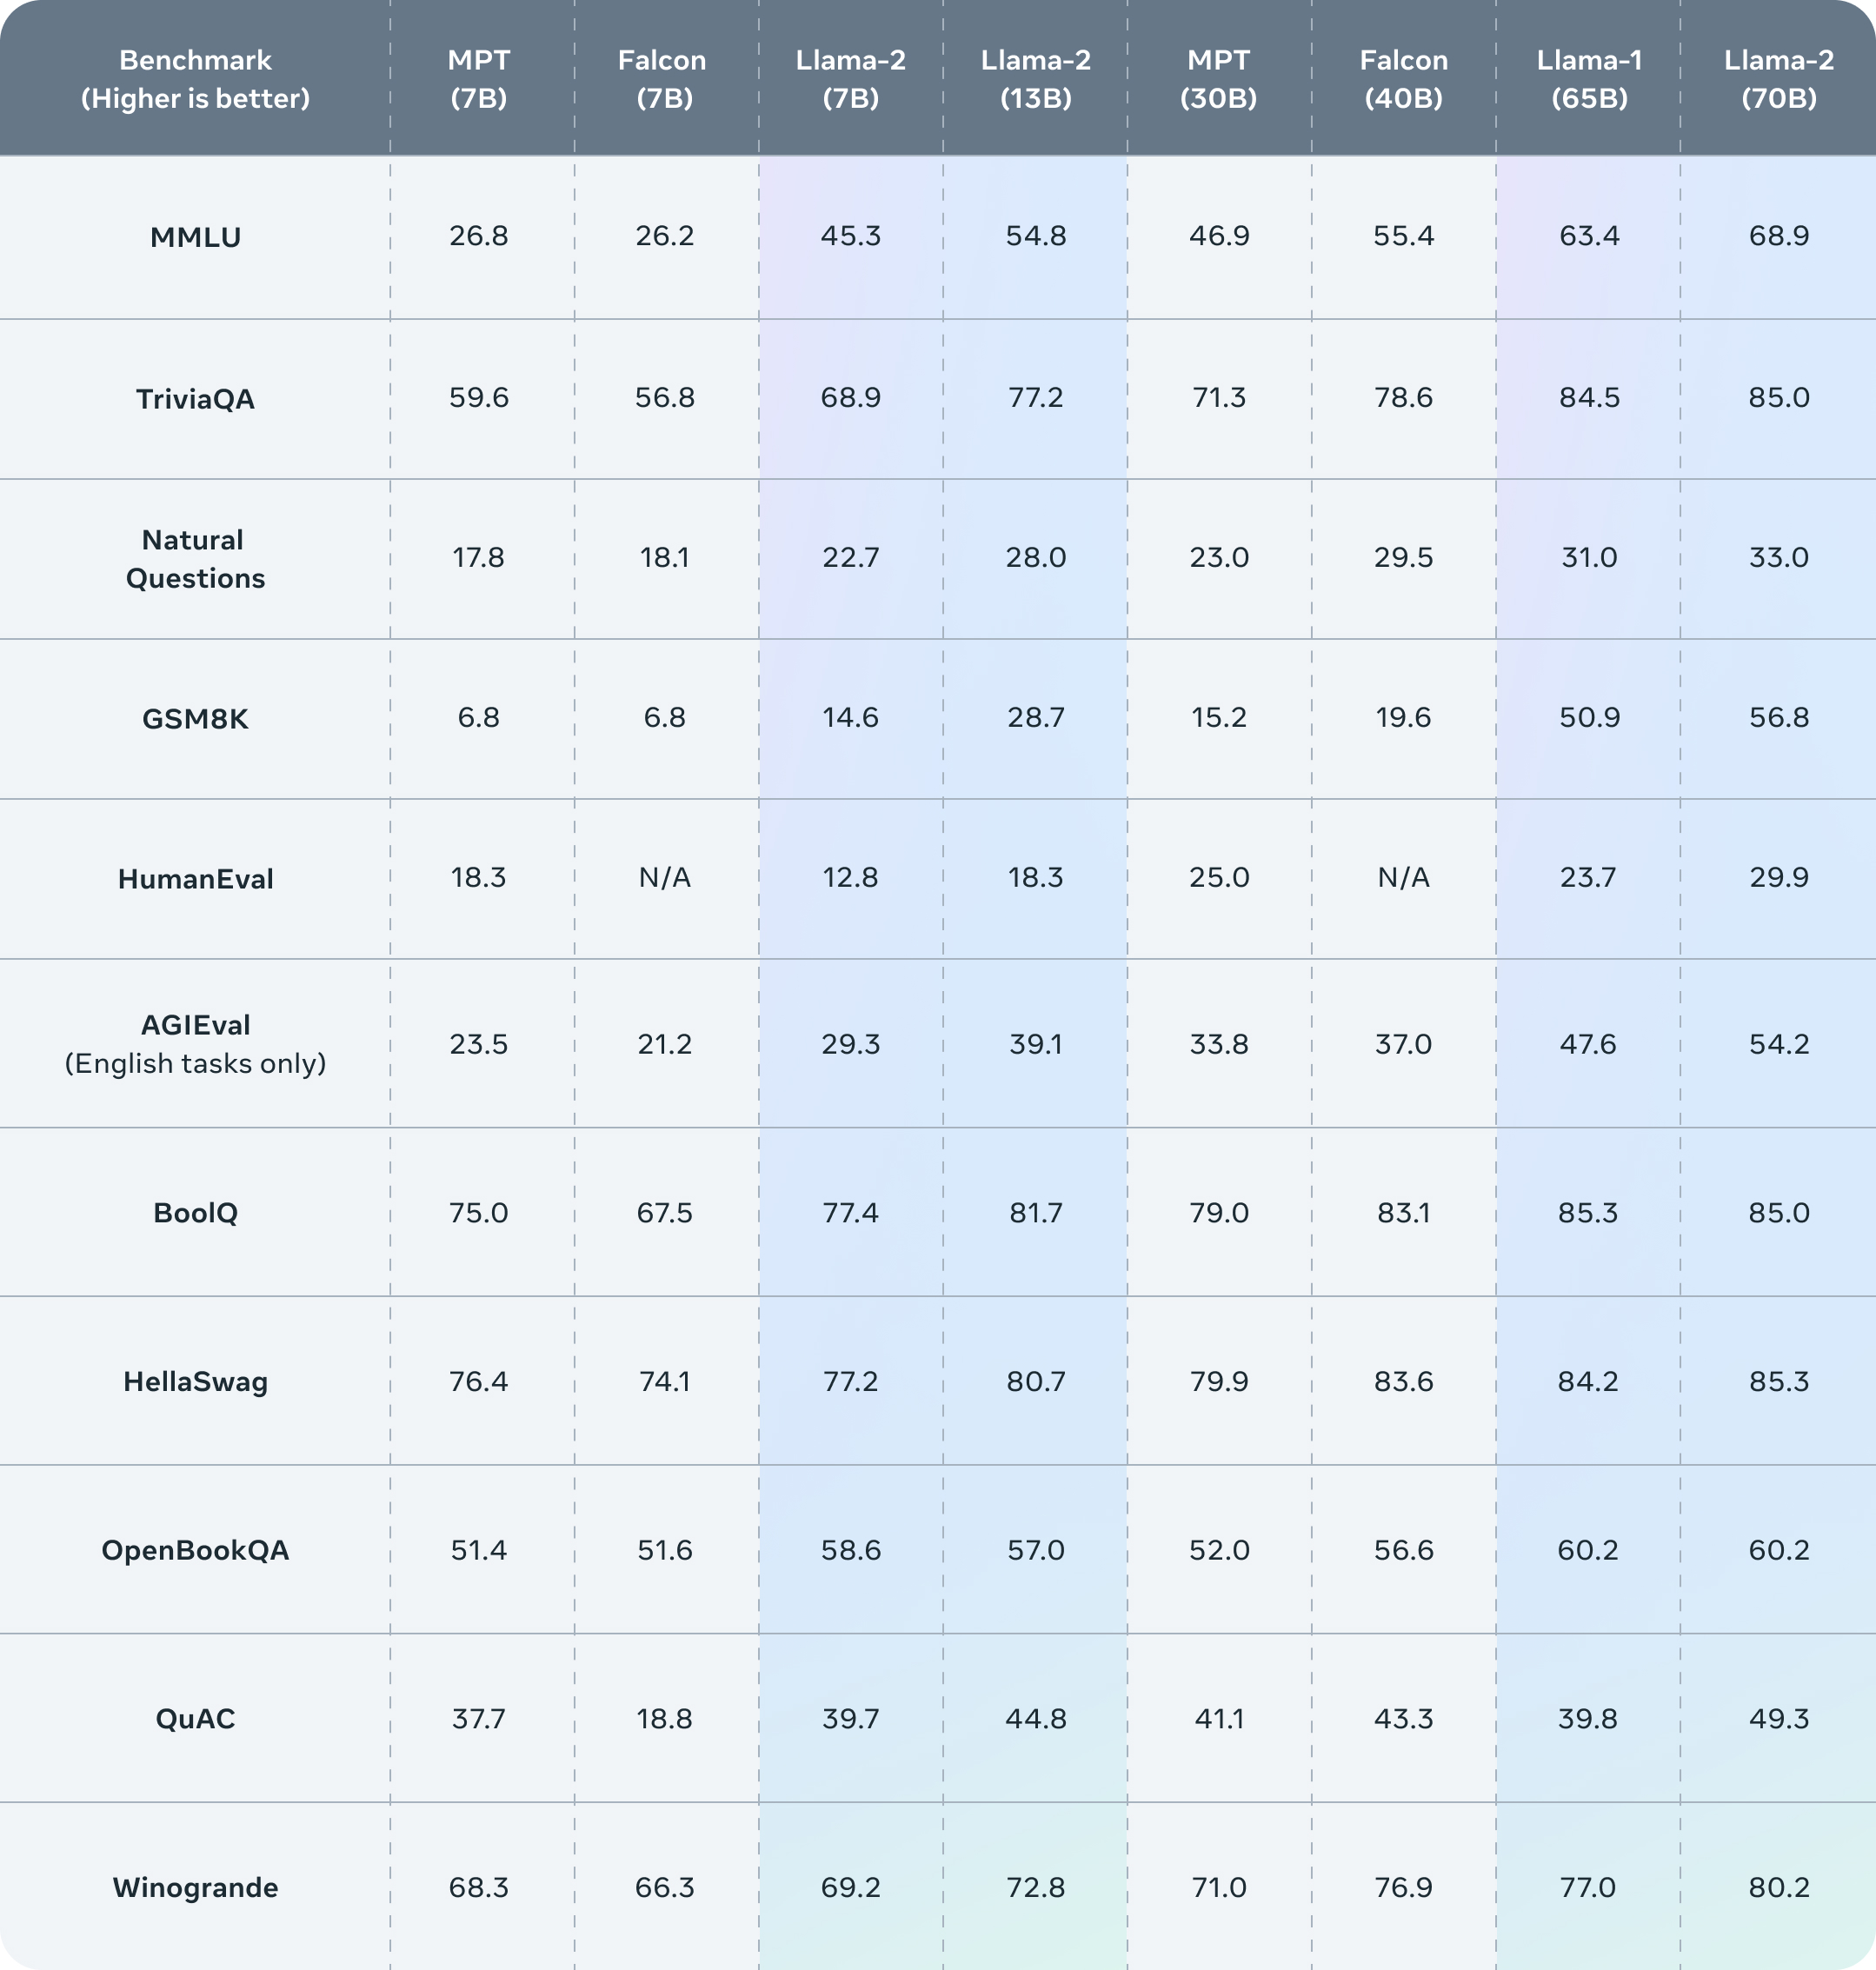 Benchmark MPT Falcon Llama-2 Llama-2 MPT Falcon Llama-1 Llama-2
(Higher is better) (7B) (7B) (7B) (13B) (30B) (40B) (65B) (70B)
MMLU 26.8 26.2 45.3 54.8 46.9 55.4 63.4 68.9
TriviaQA 59.6 56.8 68.9 77.2 71.3 78.6 84.5 85.0
Natural
Questions 17.8 18.1 22.7 28.0 23.0 29.5 31.0 33.0
GSM8K 6.8 6.8 14.6 28.7 15.2 19.6 50.9 56.8
HumanEval 18.3 N/A 12.8 18.3 25.0 N/A 23.7 29.9
AGIEval
(English tasks only) 23.5 21.2 29.3 39.1 33.8 37.0 47.6 54.2
BoolQ 75.0 67.5 77.4 81.7 79.0 83.1 85.3 85.0
HellaSwag 76.4 74.1 77.2 80.7 79.9 83.6 84.2 85.3
OpenBookQA 51.4 51.6 58.6 57.0 52.0 56.6 60.2 60.2
QuAC 37.7 18.8 39.7 44.8 41.1 43.3 39.8 49.3
Winogrande 68.3 66.3 69.2 72.8 71.0 76.9 77.0 80.2